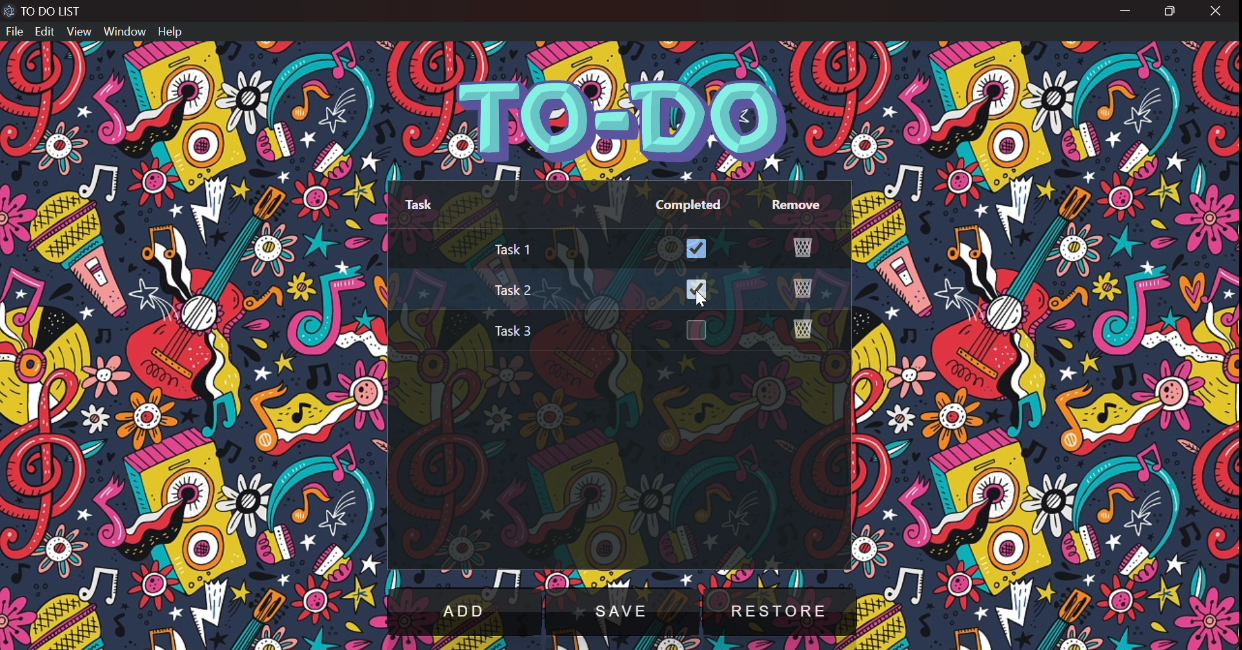 TO DO LIST
File Edit View Window Help
TO-DO
Task Completed Remove
Task 1
Task 2
Task 3
ADD SAVE RESTORE